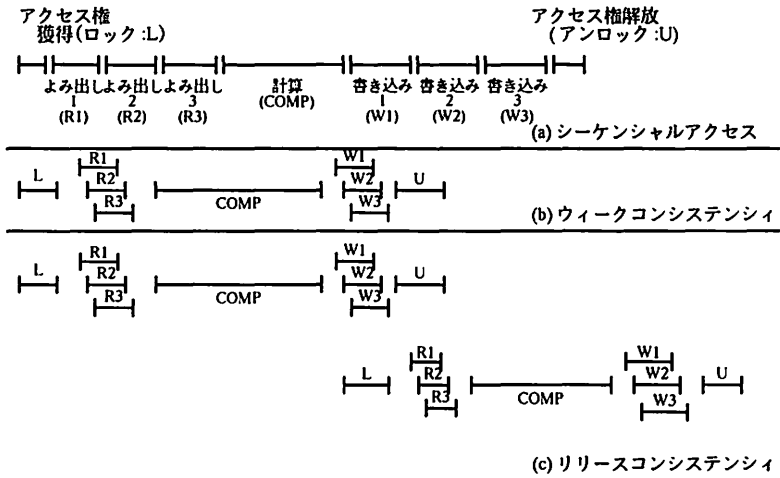 アクセス権
獲得(ロック:L)
アクセス権解放
(アンロック:U)
よみ出し よみ出し よみ出し 計算 書き込み 書き込み 書き込み
1 2 3 (COMP) 1 2 3
(R1) (R2) (R3) (W1) (W2) (W3)
(a) シーケンシャルアクセス
L R1 R2 R3 COMP W1 W2 W3 U
(b) ウィークコンシステンシィ
L R1 R2 R3 COMP W1 W2 W3 U
L R1 R2 R3 COMP W1 W2 W3 U
(c) リリースコンシステンシィ